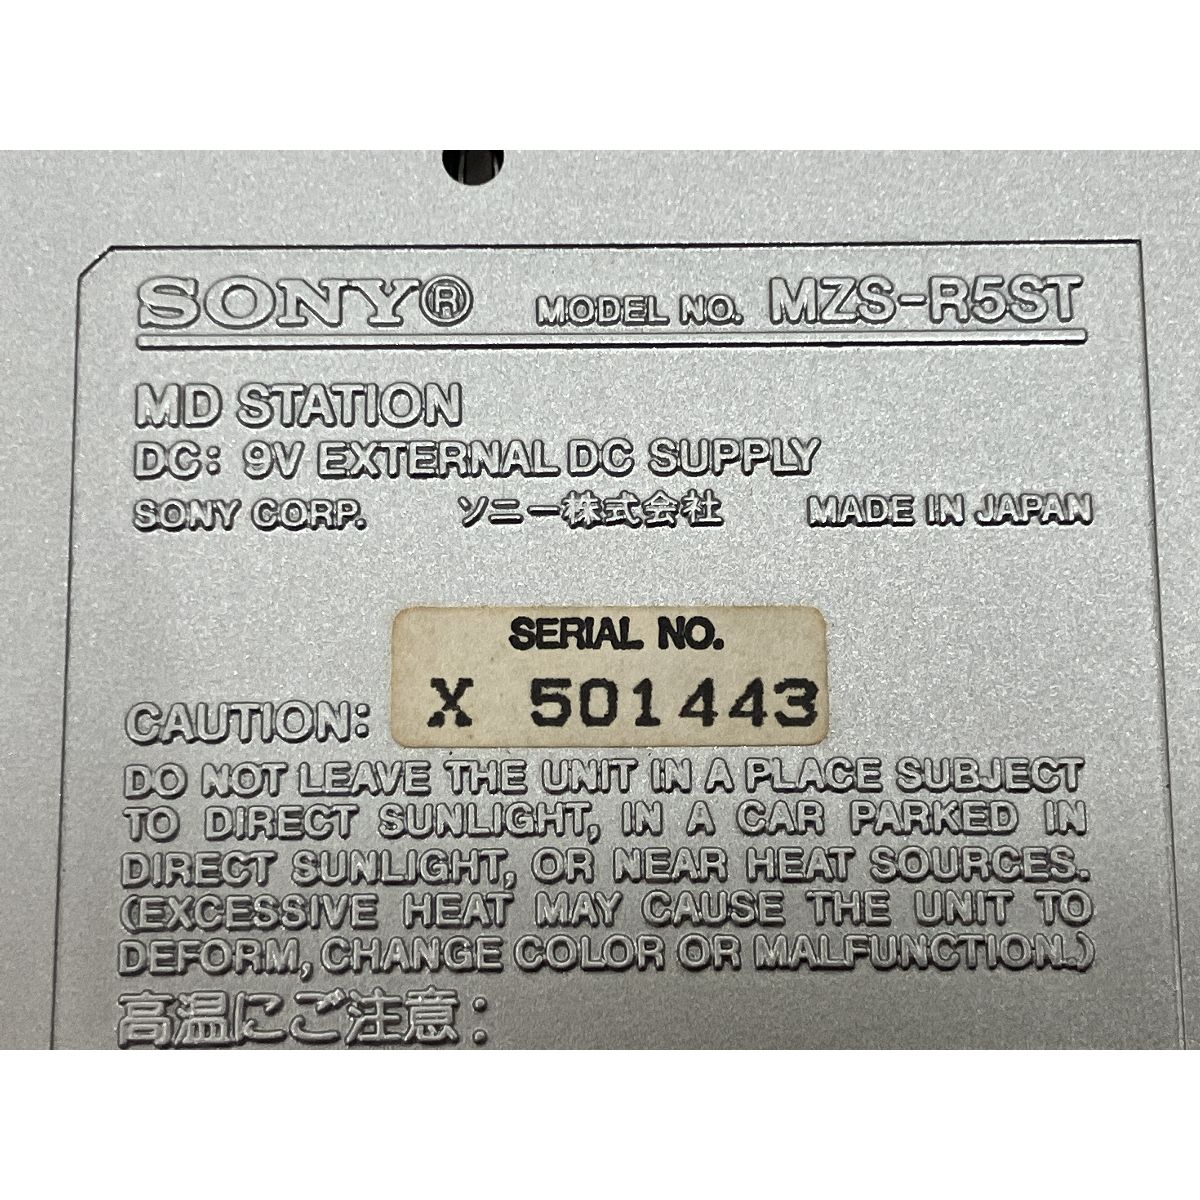 SONY® MODEL NO. MZS-R5ST
MD STATION
DC: 9V EXTERNAL DC SUPPLY
SONY CORP. ソニー株式会社 MADE IN JAPAN
SERIAL NO.
X 501443
CAUTION:
DO NOT LEAVE THE UNIT IN A PLACE SUBJECT
TO DIRECT SUNLIGHT, IN A CAR PARKED IN
DIRECT SUNLIGHT, OR NEAR HEAT SOURCES.
(EXCESSIVE HEAT MAY CAUSE THE UNIT TO
DEFORM, CHANGE COLOR OR MALFUNCTION.)
高温にご注意: